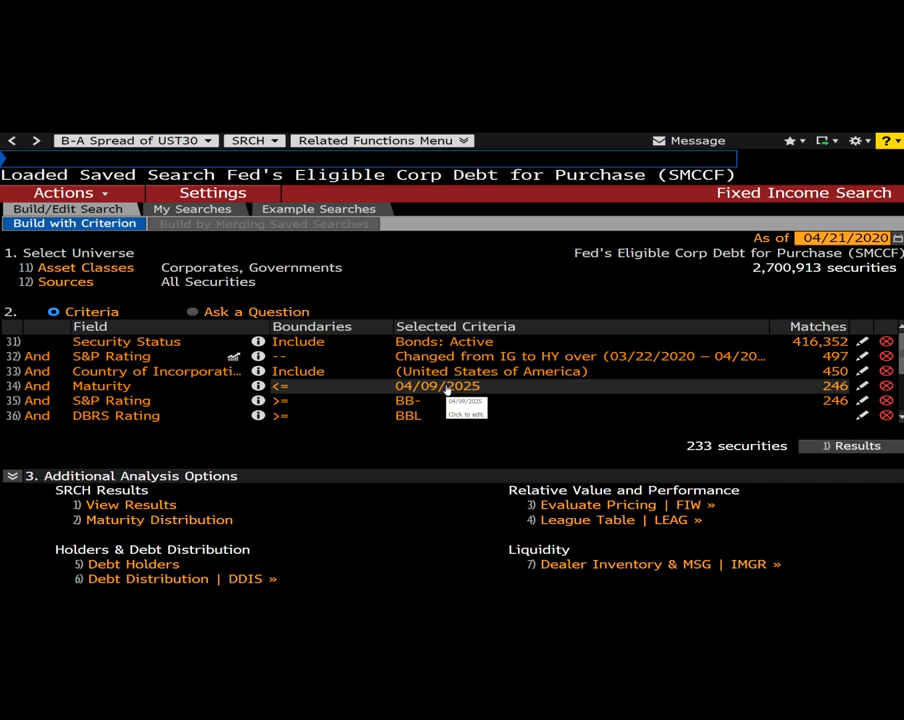 B-A Spread of UST30 SRCH Related Functions Menu Message ?
Loaded Saved Search Fed's Eligible Corp Debt for Purchase (SMCCF)
Actions Settings Fixed Income Search
Build/Edit Search My Searches Example Searches
Build with Criterion Build by Merging Saved Searches
As of 04/21/2020
1. Select Universe Fed's Eligible Corp Debt for Purchase (SMCCF)
11) Asset Classes Corporates, Governments 2,700,913 securities
12) Sources All Securities
2. Criteria Ask a Question
Field Boundaries Selected Criteria Matches
31) Security Status Include Bonds: Active 416,352
32) And S&P Rating -- Changed from IG to HY over (03/22/2020 – 04/20... 497
33) And Country of Incorporati... Include (United States of America) 450
34) And Maturity <= 04/09/2025 246
35) And S&P Rating >= BB- 246
04/09/2025
Click to edit.
36) And DBRS Rating >= BBL
233 securities 1) Results
3. Additional Analysis Options
SRCH Results Relative Value and Performance
1) View Results 3) Evaluate Pricing | FIW »
2) Maturity Distribution 4) League Table | LEAG »
Holders & Debt Distribution Liquidity
5) Debt Holders 7) Dealer Inventory & MSG | IMGR »
6) Debt Distribution | DDIS »